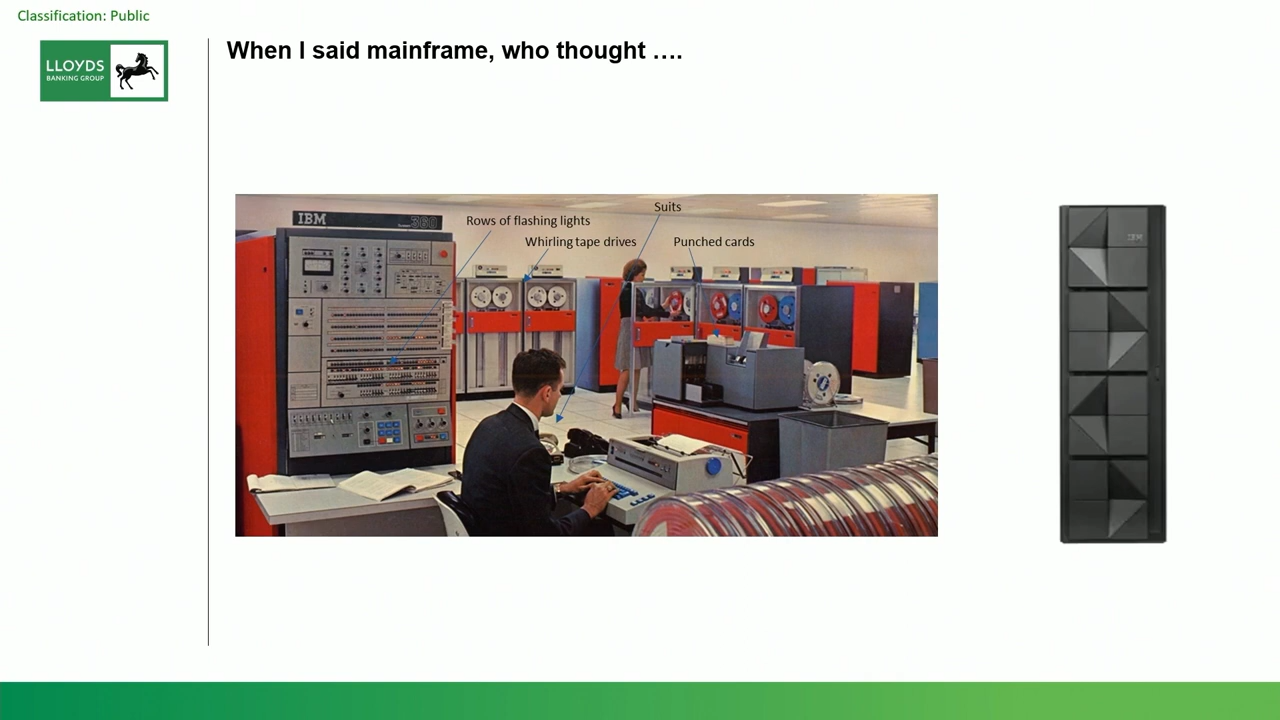 Classification: Public
LLOYDS
BANKING GROUP
When I said mainframe, who thought ….
Suits
Rows of flashing lights
Whirling tape drives
Punched cards
IBM
360
IBM